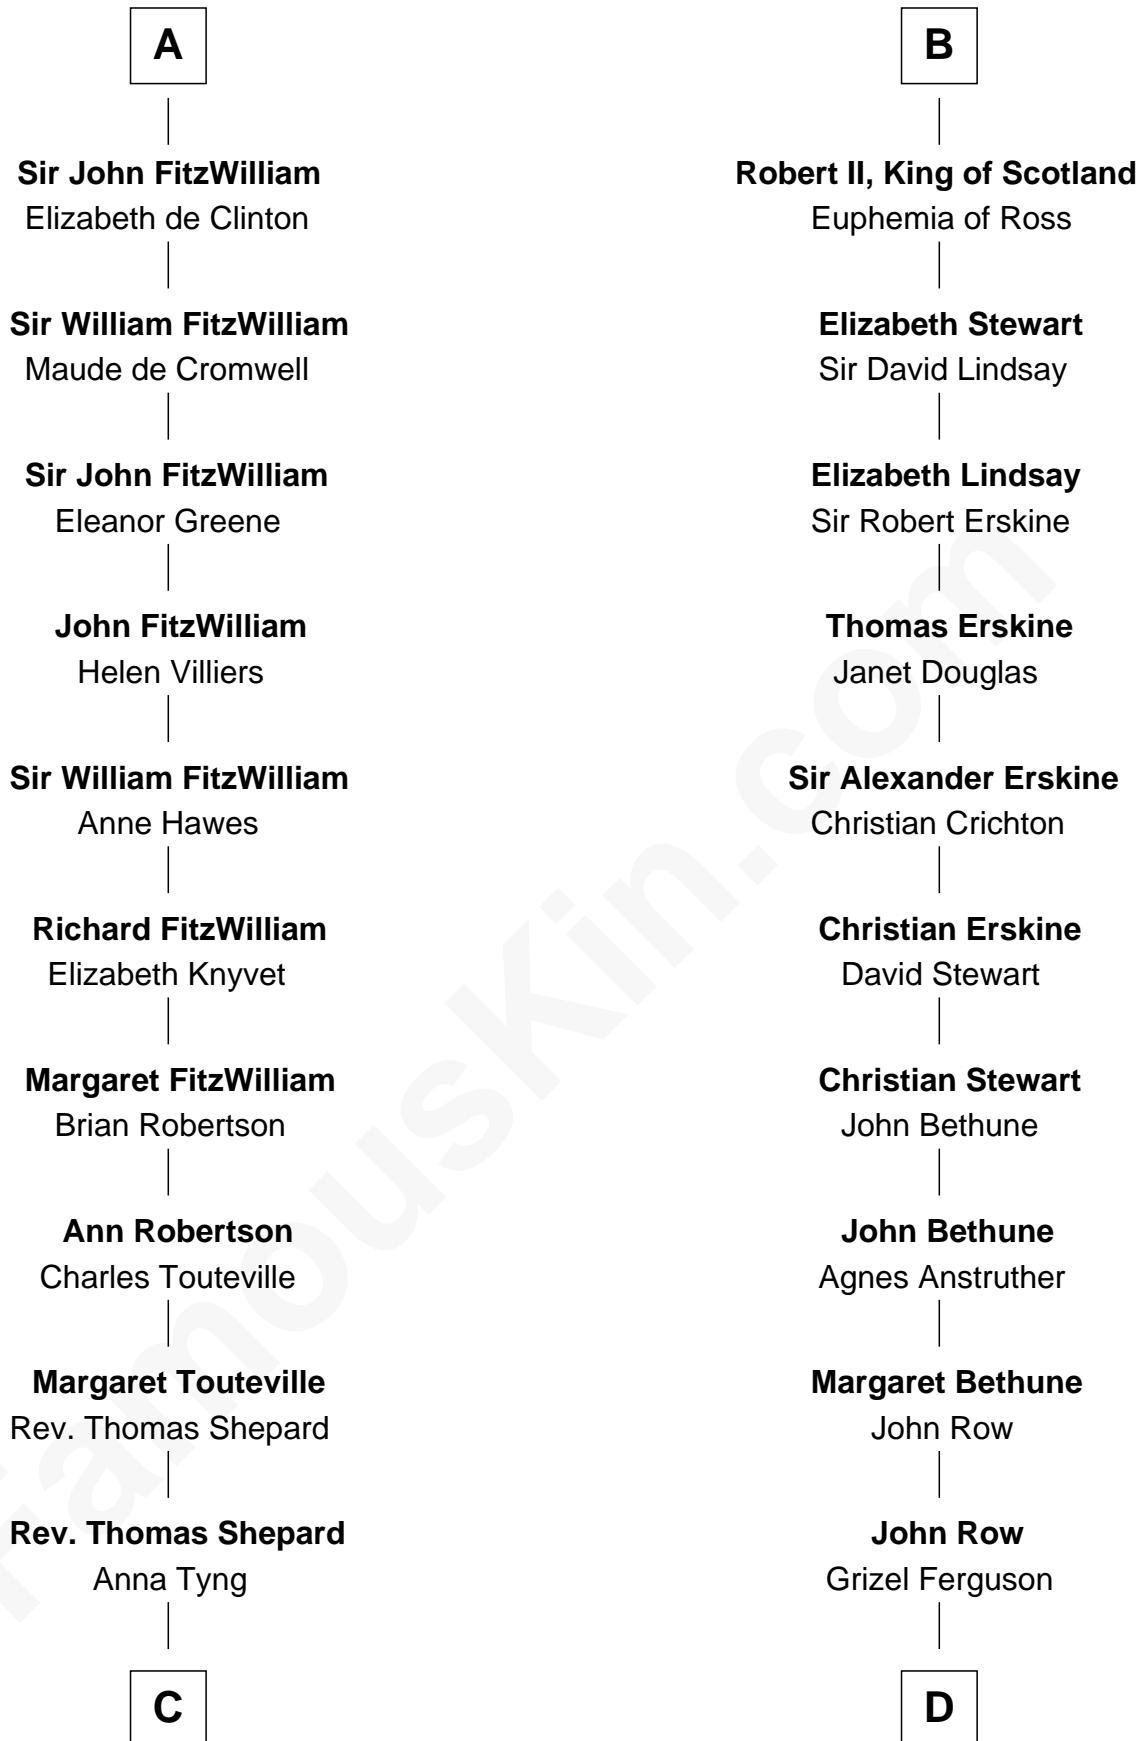 A
Sir John FitzWilliam
Elizabeth de Clinton
Sir William FitzWilliam
Maude de Cromwell
Sir John FitzWilliam
Eleanor Greene
John FitzWilliam
Helen Villiers
Sir William FitzWilliam
Anne Hawes
Richard FitzWilliam
Elizabeth Knyvet
Margaret FitzWilliam
Brian Robertson
Ann Robertson
Charles Touteville
Margaret Touteville
Rev. Thomas Shepard
Rev. Thomas Shepard
Anna Tyng
C
B
Robert II, King of Scotland
Euphemia of Ross
Elizabeth Stewart
Sir David Lindsay
Elizabeth Lindsay
Sir Robert Erskine
Thomas Erskine
Janet Douglas
Sir Alexander Erskine
Christian Crichton
Christian Erskine
David Stewart
Christian Stewart
John Bethune
John Bethune
Agnes Anstruther
Margaret Bethune
John Row
John Row
Grizel Ferguson
D
FamousKin.com